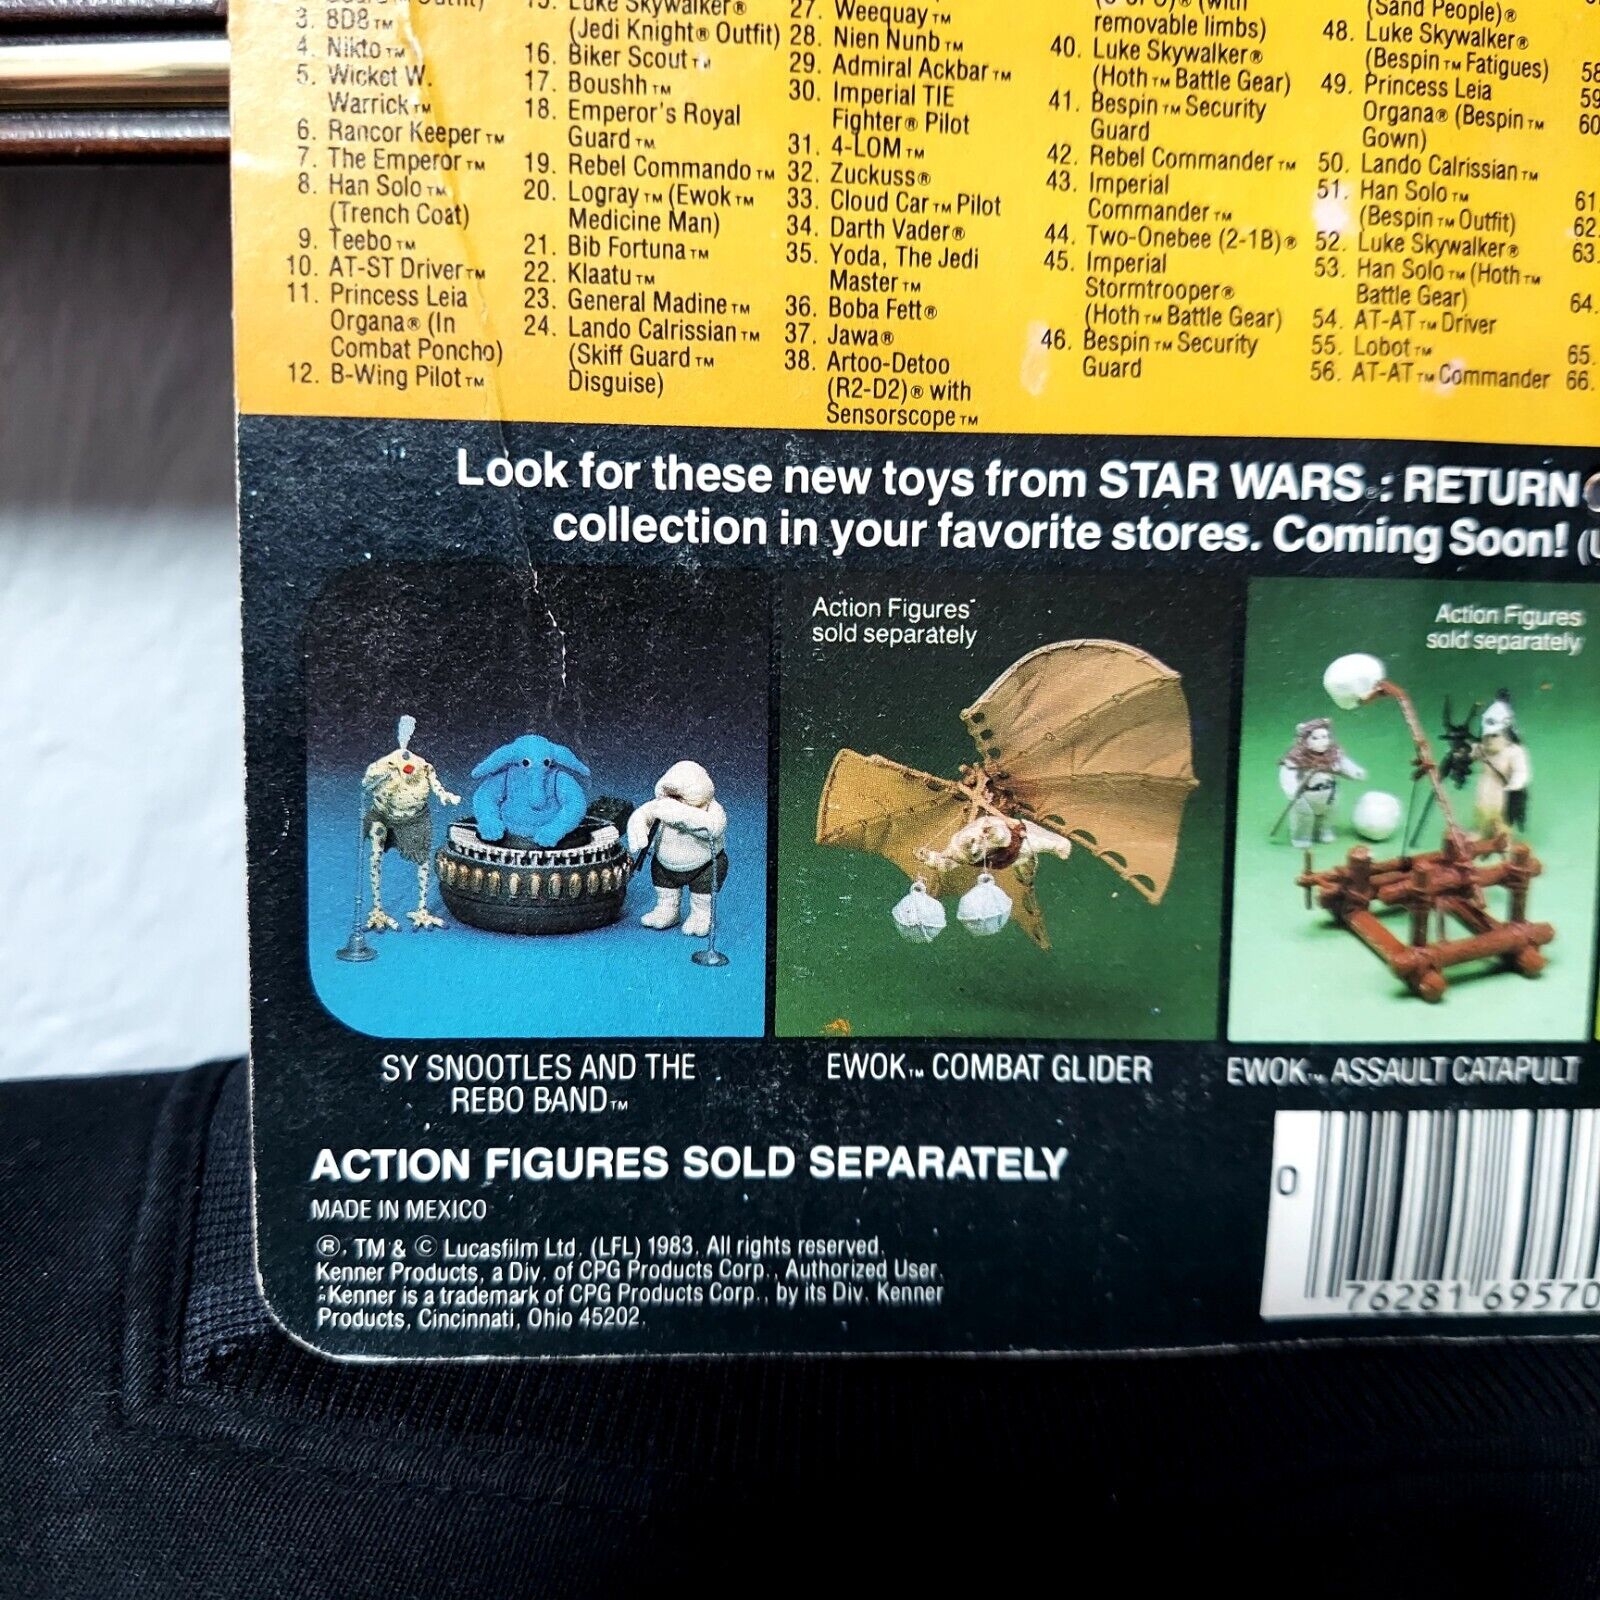 3. 8D8™
4. Nikto™
5. Wicket W.
Warrick™
6. Rancor Keeper™
7. The Emperor™
8. Han Solo™
(Trench Coat)
9. Teebo™
10. AT-ST Driver™
11. Princess Leia
Organa® (In
Combat Poncho)
12. B-Wing Pilot™
15. Luke Skywalker®
(Jedi Knight® Outfit)
16. Biker Scout™
17. Boushh™
18. Emperor's Royal
Guard™
19. Rebel Commando™
20. Logray™ (Ewok™
Medicine Man)
21. Bib Fortuna™
22. Klaatu™
23. General Madine™
24. Lando Calrissian™
(Skiff Guard™
Disguise)
27. Weequay™
28. Nien Nunb™
29. Admiral Ackbar™
30. Imperial TIE
Fighter® Pilot
31. 4-LOM™
32. Zuckuss®
33. Cloud Car™ Pilot
34. Darth Vader®
35. Yoda, The Jedi
Master™
36. Boba Fett®
37. Jawa®
38. Artoo-Detoo
(R2-D2)® with
Sensorscope™
removable limbs)
40. Luke Skywalker®
(Hoth™ Battle Gear)
41. Bespin™ Security
Guard
42. Rebel Commander™
43. Imperial
Commander™
44. Two-Onebee (2-1B)®
45. Imperial
Stormtrooper®
(Hoth™ Battle Gear)
46. Bespin™ Security
Guard
(Sand People)®
48. Luke Skywalker®
(Bespin™ Fatigues)
49. Princess Leia
Organa® (Bespin™
Gown)
50. Lando Calrissian™
51. Han Solo™
(Bespin™ Outfit)
52. Luke Skywalker®
53. Han Solo™ (Hoth™
Battle Gear)
54. AT-AT™ Driver
55. Lobot™
56. AT-AT™ Commander
58
59
60
61.
62.
63.
64.
65.
66.
Look for these new toys from STAR WARS®: RETURN
collection in your favorite stores. Coming Soon!
Action Figures
sold separately
Action Figures
sold separately
SY SNOOTLES AND THE
REBO BAND™
EWOK™ COMBAT GLIDER
EWOK™ ASSAULT CATAPULT
ACTION FIGURES SOLD SEPARATELY
MADE IN MEXICO
®, TM & © Lucasfilm Ltd. (LFL) 1983. All rights reserved.
Kenner Products, a Div. of CPG Products Corp., Authorized User.
Kenner is a trademark of CPG Products Corp., by its Div. Kenner
Products, Cincinnati, Ohio 45202.
0 76281 69570